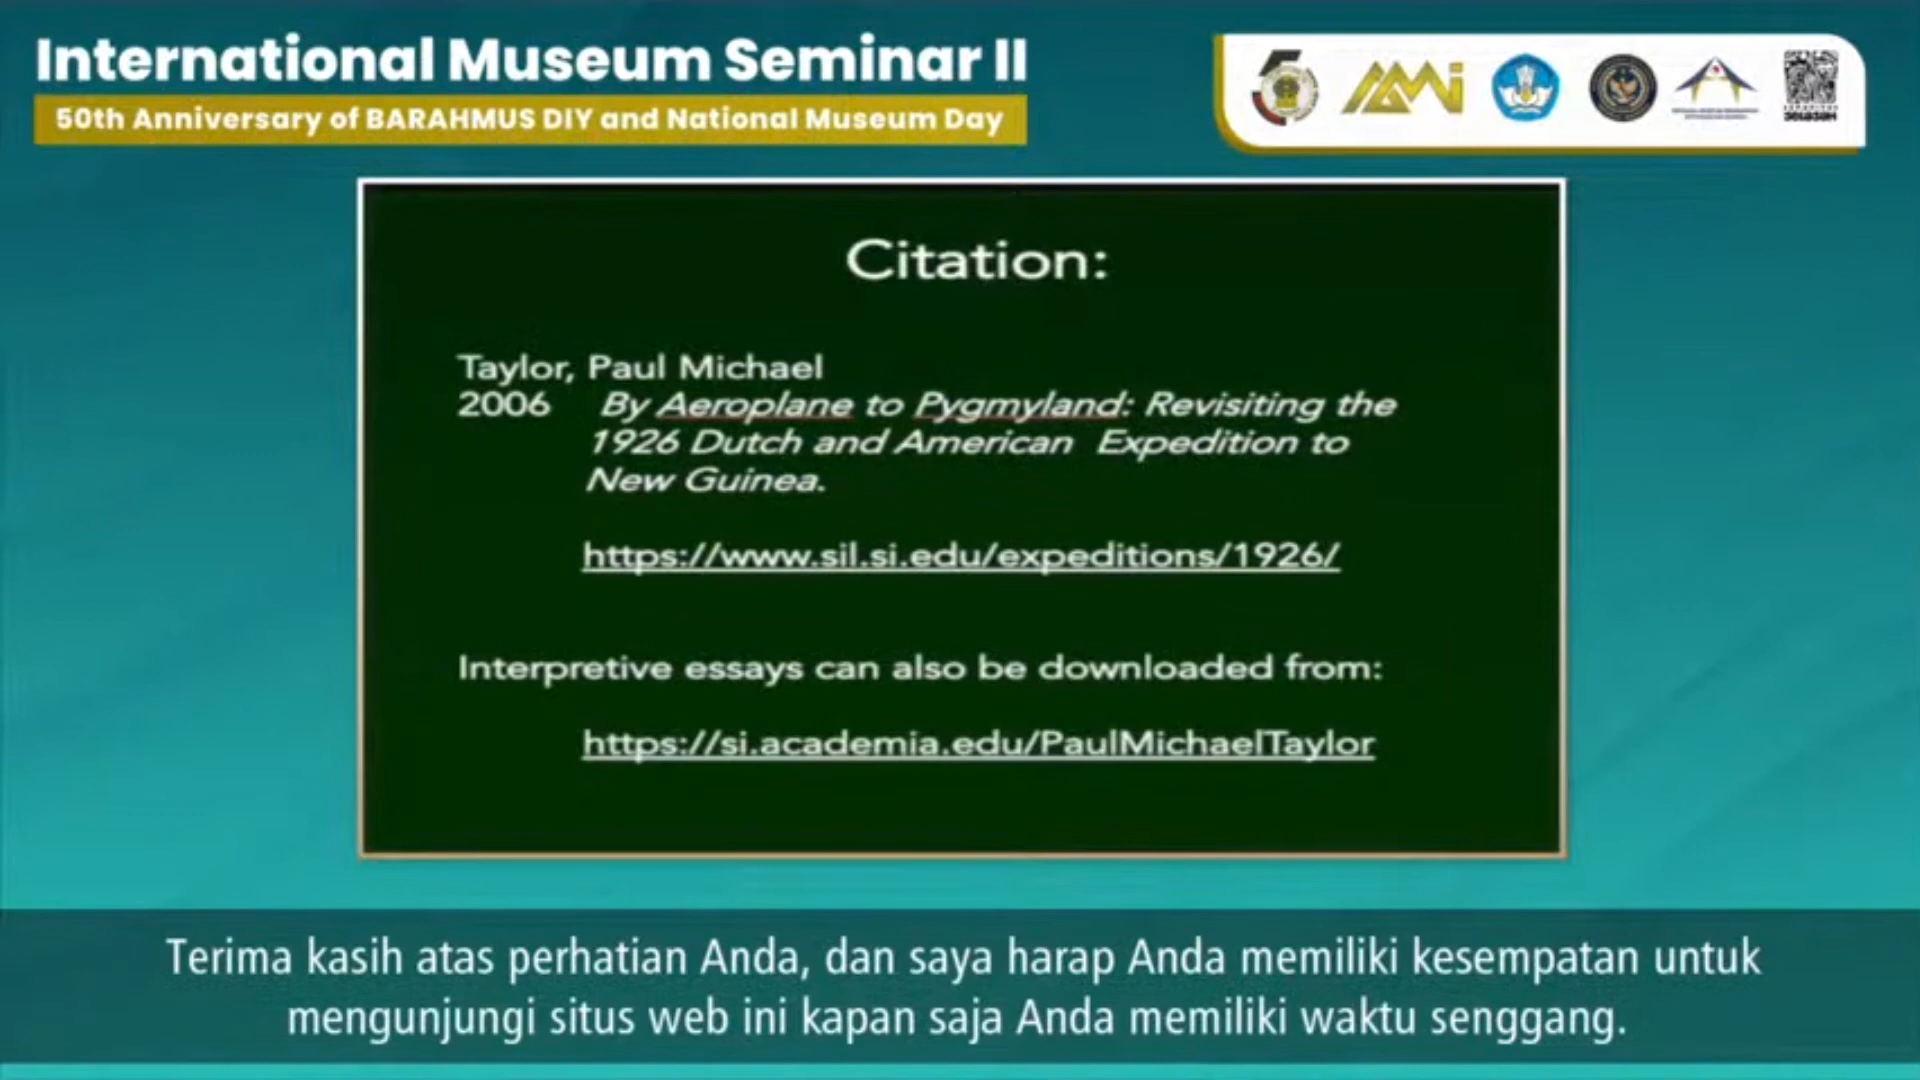 International Museum Seminar II
50th Anniversary of BARAHMUS DIY and National Museum Day
Citation:
Taylor, Paul Michael
2006 By Aeroplane to Pygmyland: Revisiting the
1926 Dutch and American Expedition to
New Guinea.
https://www.sil.si.edu/expeditions/1926/
Interpretive essays can also be downloaded from:
https://si.academia.edu/PaulMichaelTaylor
Terima kasih atas perhatian Anda, dan saya harap Anda memiliki kesempatan untuk
mengunjungi situs web ini kapan saja Anda memiliki waktu senggang.